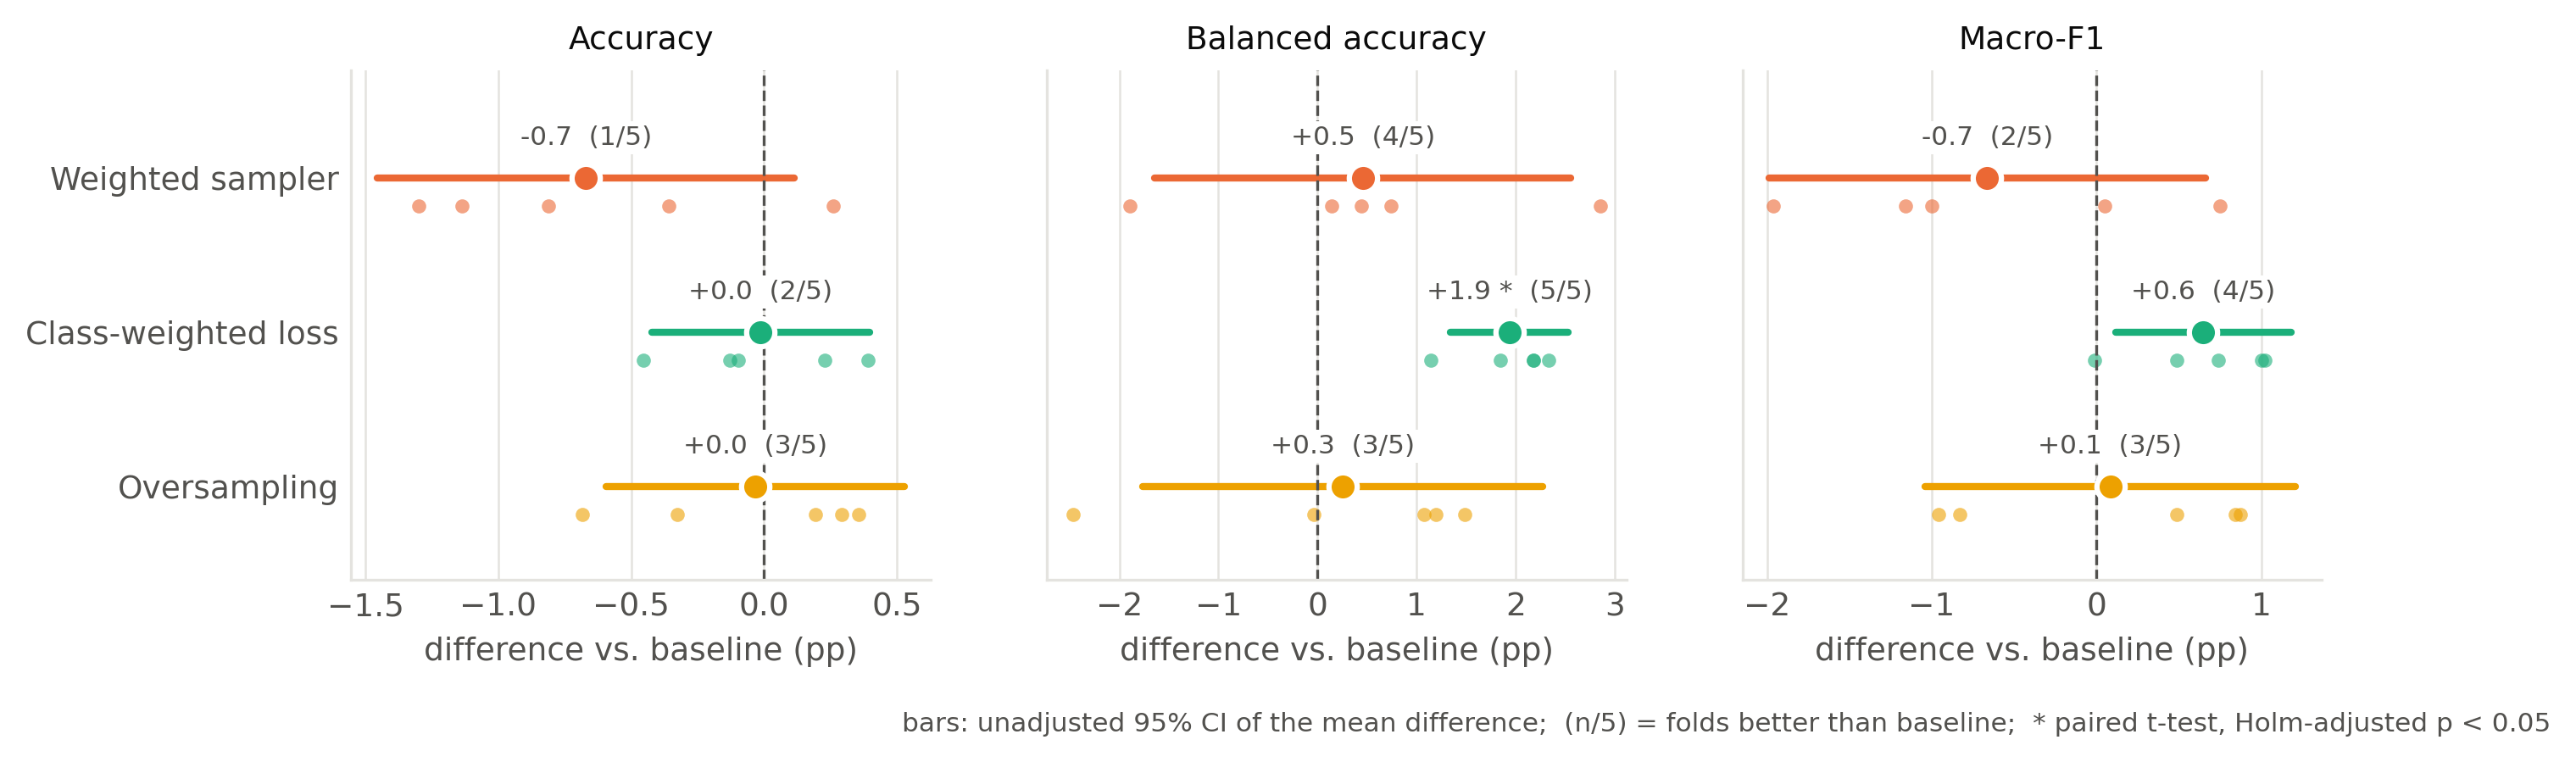 Accuracy
Balanced accuracy
Macro-F1
Weighted sampler
-0.7 (1/5)
+0.5 (4/5)
-0.7 (2/5)
Class-weighted loss
+0.0 (2/5)
+1.9 * (5/5)
+0.6 (4/5)
Oversampling
+0.0 (3/5)
+0.3 (3/5)
+0.1 (3/5)
−1.5 −1.0 −0.5 0.0 0.5
−2 −1 0 1 2 3
−2 −1 0 1
difference vs. baseline (pp)
difference vs. baseline (pp)
difference vs. baseline (pp)
bars: unadjusted 95% CI of the mean difference; (n/5) = folds better than baseline; * paired t-test, Holm-adjusted p < 0.05